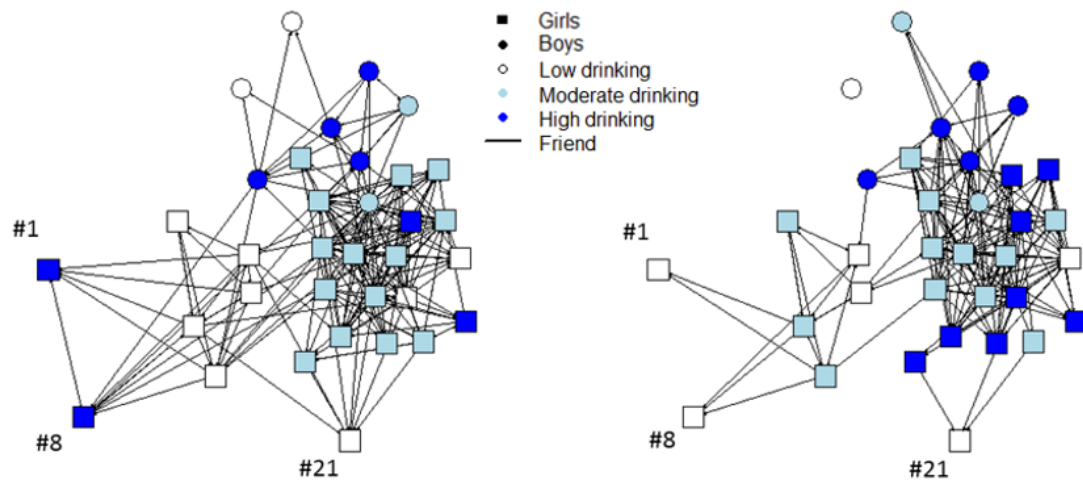 Girls
Boys
Low drinking
Moderate drinking
High drinking
Friend
#1
#8
#21
#1
#8
#21